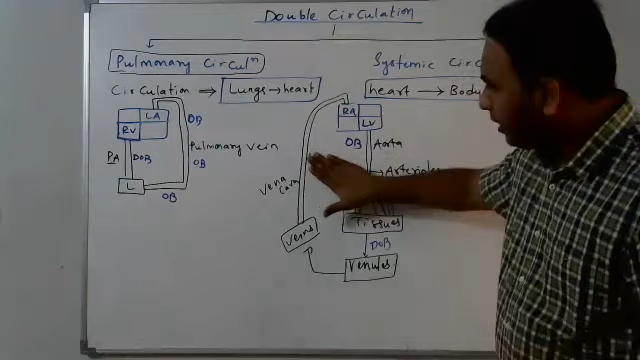 Double Circulation
Pulmonary Circulⁿ
Systemic Circ
Circulation ⇒ Lungs → heart
heart → Body
LA
RV
OB
PA
DOB
Pulmonary vein
OB
L
OB
RA
LV
OB
Aorta
Arterioles
Vena
Cava
Tissues
Veins
DOB
Venules